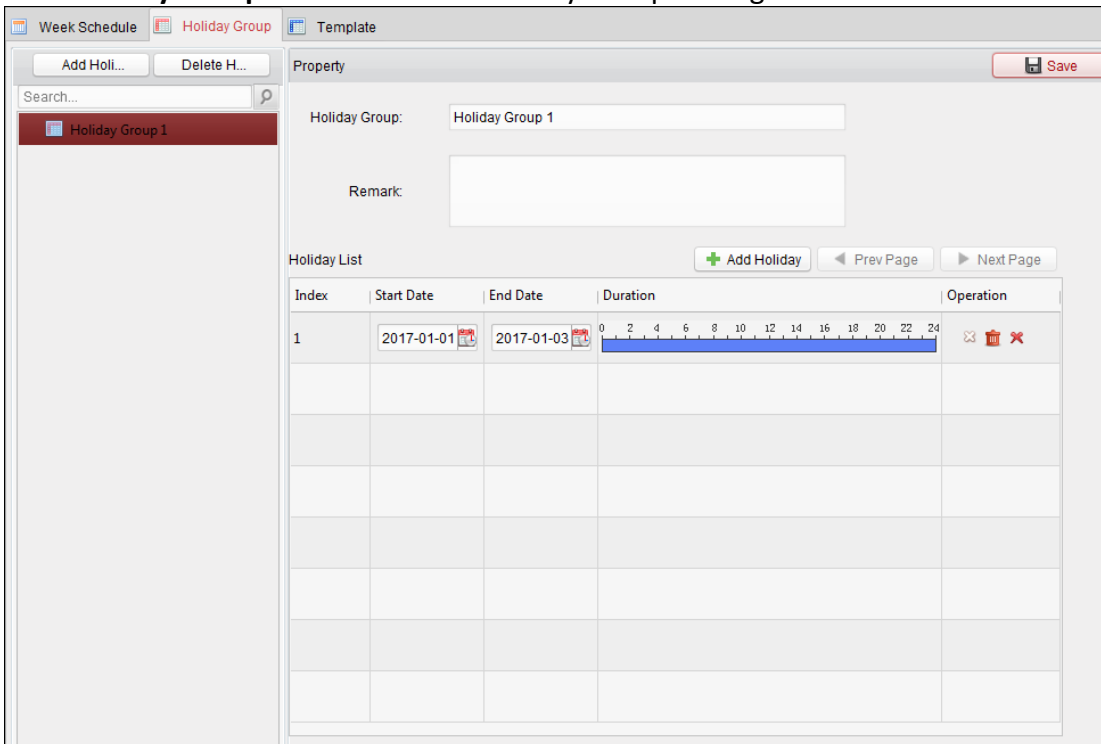 Week Schedule Holiday Group Template
Add Holi... Delete H... Property Save
Search...
Holiday Group 1
Holiday Group: Holiday Group 1
Remark:
Holiday List Add Holiday Prev Page Next Page
Index Start Date End Date Duration Operation
0 2 4 6 8 10 12 14 16 18 20 22 24
1 2017-01-01 2017-01-03